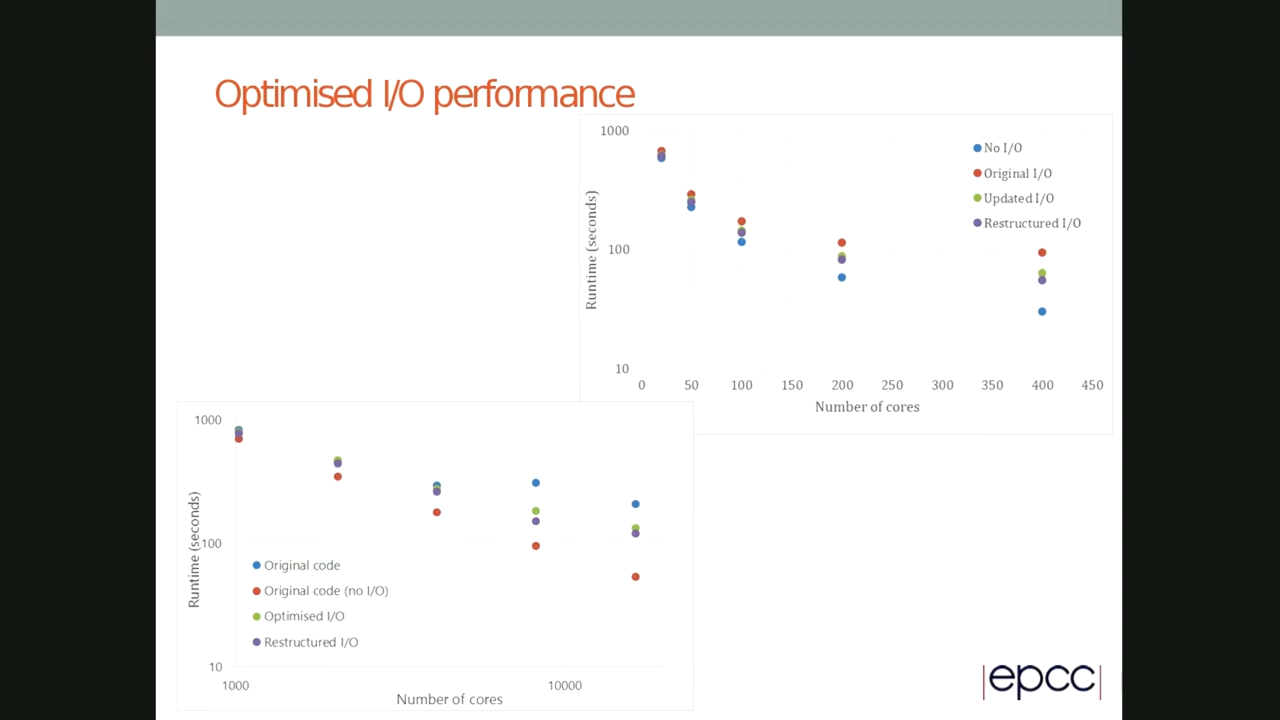 Optimised I/O performance
1000
100
10
Runtime (seconds)
No I/O
Original I/O
Updated I/O
Restructured I/O
0 50 100 150 200 250 300 350 400 450
Number of cores
1000
100
10
Runtime (seconds)
Original code
Original code (no I/O)
Optimised I/O
Restructured I/O
1000 10000
Number of cores
epcc